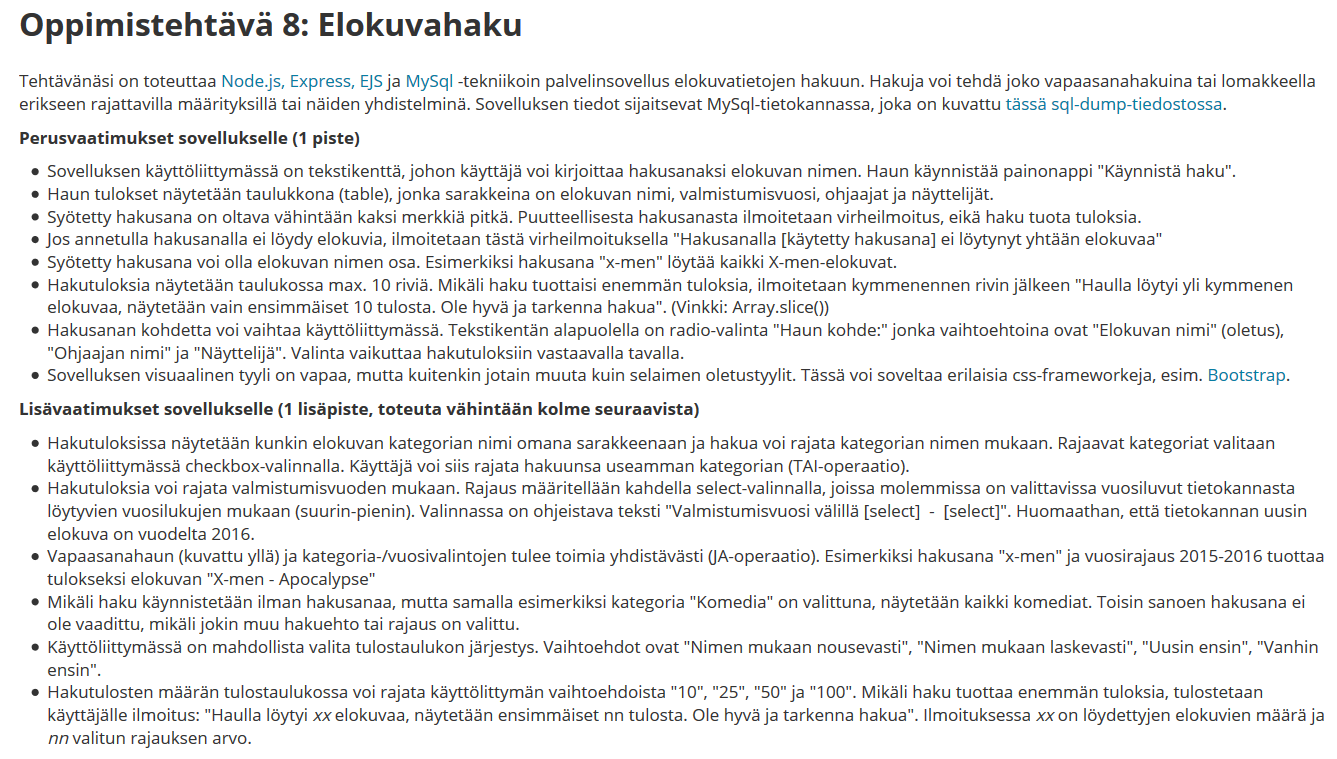 Oppimistehtävä 8: Elokuvahaku
Tehtävänäsi on toteuttaa Node.js, Express, EJS ja MySql -tekniikoin palvelinsovellus elokuvatietojen hakuun. Hakuja voi tehdä joko vapaasanahakuina tai lomakkeella
erikseen rajattavilla määrityksillä tai näiden yhdistelminä. Sovelluksen tiedot sijaitsevat MySql-tietokannassa, joka on kuvattu tässä sql-dump-tiedostossa.
Perusvaatimukset sovellukselle (1 piste)
• Sovelluksen käyttöliittymässä on tekstikenttä, johon käyttäjä voi kirjoittaa hakusanaksi elokuvan nimen. Haun käynnistää painonappi "Käynnistä haku".
• Haun tulokset näytetään taulukkona (table), jonka sarakkeina on elokuvan nimi, valmistumisvuosi, ohjaajat ja näyttelijät.
• Syötetty hakusana on oltava vähintään kaksi merkkiä pitkä. Puutteellisesta hakusanasta ilmoitetaan virheilmoitus, eikä haku tuota tuloksia.
• Jos annetulla hakusanalla ei löydy elokuvia, ilmoitetaan tästä virheilmoituksella "Hakusanalla [käytetty hakusana] ei löytynyt yhtään elokuvaa"
• Syötetty hakusana voi olla elokuvan nimen osa. Esimerkiksi hakusana "x-men" löytää kaikki X-men-elokuvat.
• Hakutuloksia näytetään taulukossa max. 10 riviä. Mikäli haku tuottaisi enemmän tuloksia, ilmoitetaan kymmenennen rivin jälkeen "Haulla löytyi yli kymmenen
elokuvaa, näytetään vain ensimmäiset 10 tulosta. Ole hyvä ja tarkenna hakua". (Vinkki: Array.slice())
• Hakusanan kohdetta voi vaihtaa käyttöliittymässä. Tekstikentän alapuolella on radio-valinta "Haun kohde:" jonka vaihtoehtoina ovat "Elokuvan nimi" (oletus),
"Ohjaajan nimi" ja "Näyttelijä". Valinta vaikuttaa hakutuloksiin vastaavalla tavalla.
• Sovelluksen visuaalinen tyyli on vapaa, mutta kuitenkin jotain muuta kuin selaimen oletustyylit. Tässä voi soveltaa erilaisia css-frameworkeja, esim. Bootstrap.
Lisävaatimukset sovellukselle (1 lisäpiste, toteuta vähintään kolme seuraavista)
• Hakutuloksissa näytetään kunkin elokuvan kategorian nimi omana sarakkeenaan ja hakua voi rajata kategorian nimen mukaan. Rajaavat kategoriat valitaan
käyttöliittymässä checkbox-valinnalla. Käyttäjä voi siis rajata hakuunsa useamman kategorian (TAI-operaatio).
• Hakutuloksia voi rajata valmistumisvuoden mukaan. Rajaus määritellään kahdella select-valinnalla, joissa molemmissa on valittavissa vuosiluvut tietokannasta
löytyvien vuosilukujen mukaan (suurin-pienin). Valinnassa on ohjeistava teksti "Valmistumisvuosi välillä [select] - [select]". Huomaathan, että tietokannan uusin
elokuva on vuodelta 2016.
• Vapaasanahaun (kuvattu yllä) ja kategoria-/vuosivalintojen tulee toimia yhdistävästi (JA-operaatio). Esimerkiksi hakusana "x-men" ja vuosirajaus 2015-2016 tuottaa
tulokseksi elokuvan "X-men - Apocalypse"
• Mikäli haku käynnistetään ilman hakusanaa, mutta samalla esimerkiksi kategoria "Komedia" on valittuna, näytetään kaikki komediat. Toisin sanoen hakusana ei
ole vaadittu, mikäli jokin muu hakuehto tai rajaus on valittu.
• Käyttöliittymässä on mahdollista valita tulostaulukon järjestys. Vaihtoehdot ovat "Nimen mukaan nousevasti", "Nimen mukaan laskevasti", "Uusin ensin", "Vanhin
ensin".
• Hakutulosten määrän tulostaulukossa voi rajata käyttölittymän vaihtoehdoista "10", "25", "50" ja "100". Mikäli haku tuottaa enemmän tuloksia, tulostetaan
käyttäjälle ilmoitus: "Haulla löytyi xx elokuvaa, näytetään ensimmäiset nn tulosta. Ole hyvä ja tarkenna hakua". Ilmoituksessa xx on löydettyjen elokuvien määrä ja
nn valitun rajauksen arvo.